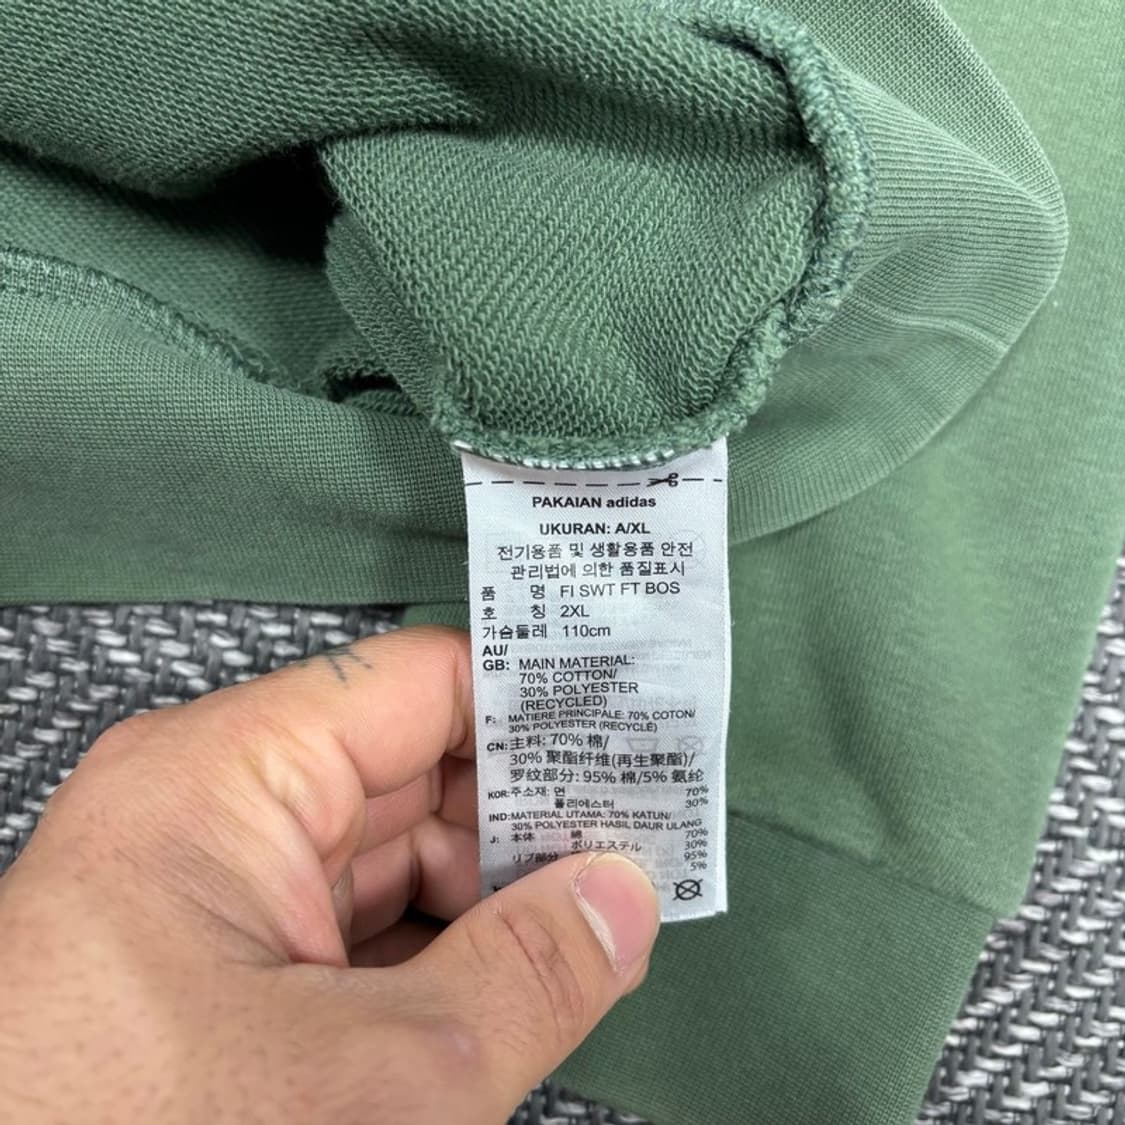 PAKAIAN adidas
UKURAN: A/XL
전기용품 및 생활용품 안전
관리법에 의한 품질표시
품 명 FI SWT FT BOS
호 칭 2XL
가슴둘레 110cm
AU/
GB: MAIN MATERIAL:
70% COTTON/
30% POLYESTER
(RECYCLED)
F: MATIERE PRINCIPALE: 70% COTON/
30% POLYESTER (RECYCLÉ)
CN: 主料: 70% 棉/
30% 聚酯纤维(再生聚酯)/
罗纹部分: 95% 棉/5% 氨纶
KOR: 주소재: 면 70%
폴리에스터 30%
IND: MATERIAL UTAMA: 70% KATUN/
30% POLYESTER HASIL DAUR ULANG
J: 本体 綿 70%
ポリエステル 30%
リブ部分 95%
5%